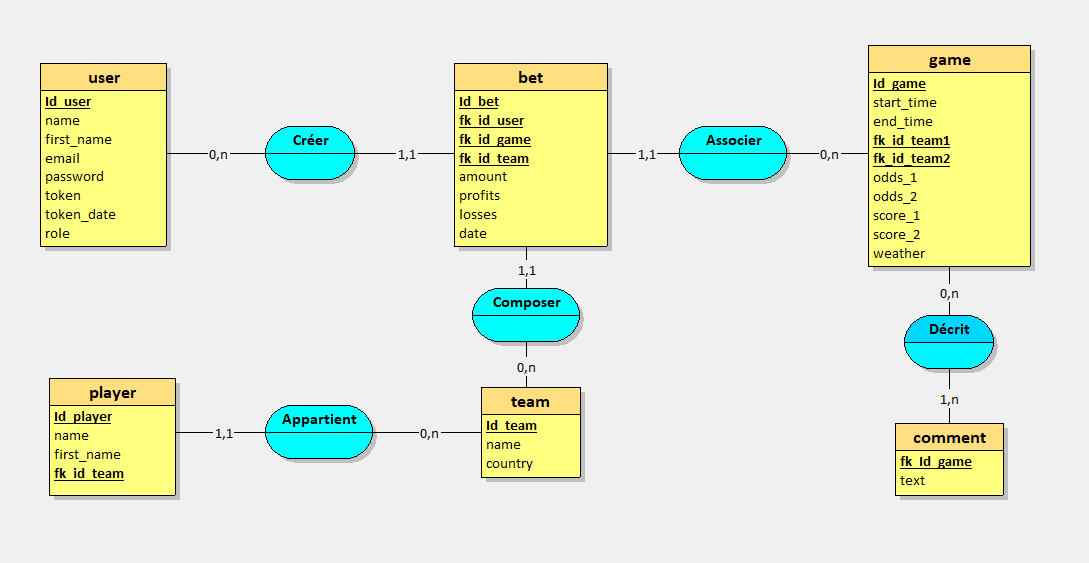 user
Id_user
name
first_name
email
password
token
token_date
role
0,n
Créer
1,1
bet
Id_bet
fk_id_user
fk_id_game
fk_id_team
amount
profits
losses
date
1,1
Associer
0,n
game
Id_game
start_time
end_time
fk_id_team1
fk_id_team2
odds_1
odds_2
score_1
score_2
weather
1,1
Composer
0,n
0,n
Décrit
1,n
player
Id_player
name
first_name
fk_id_team
1,1
Appartient
0,n
team
Id_team
name
country
comment
fk_Id_game
text